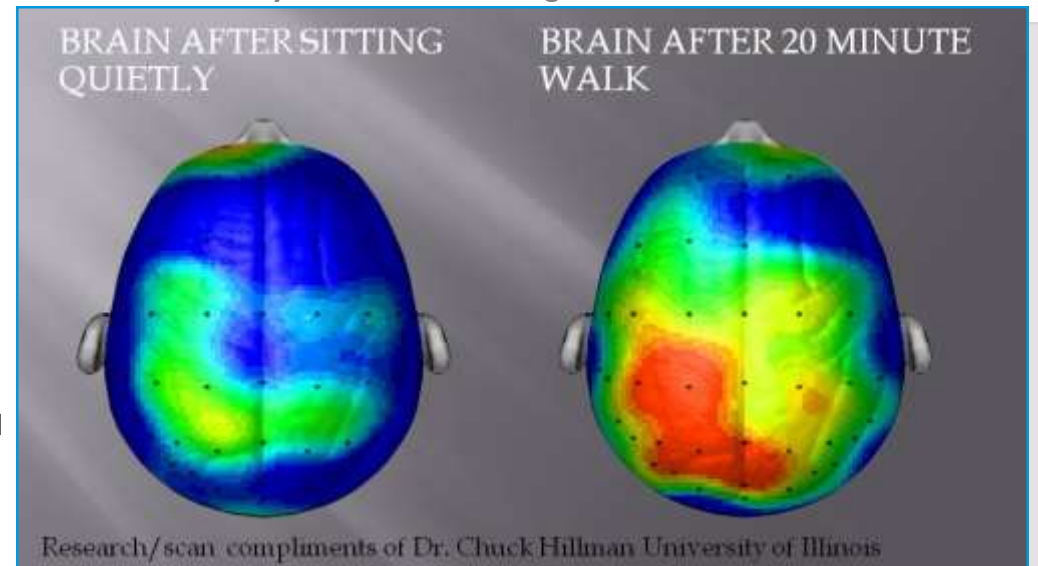 BRAIN AFTER SITTING
QUIETLY
BRAIN AFTER 20 MINUTE
WALK
Research/scan compliments of Dr. Chuck Hillman University of Illinois